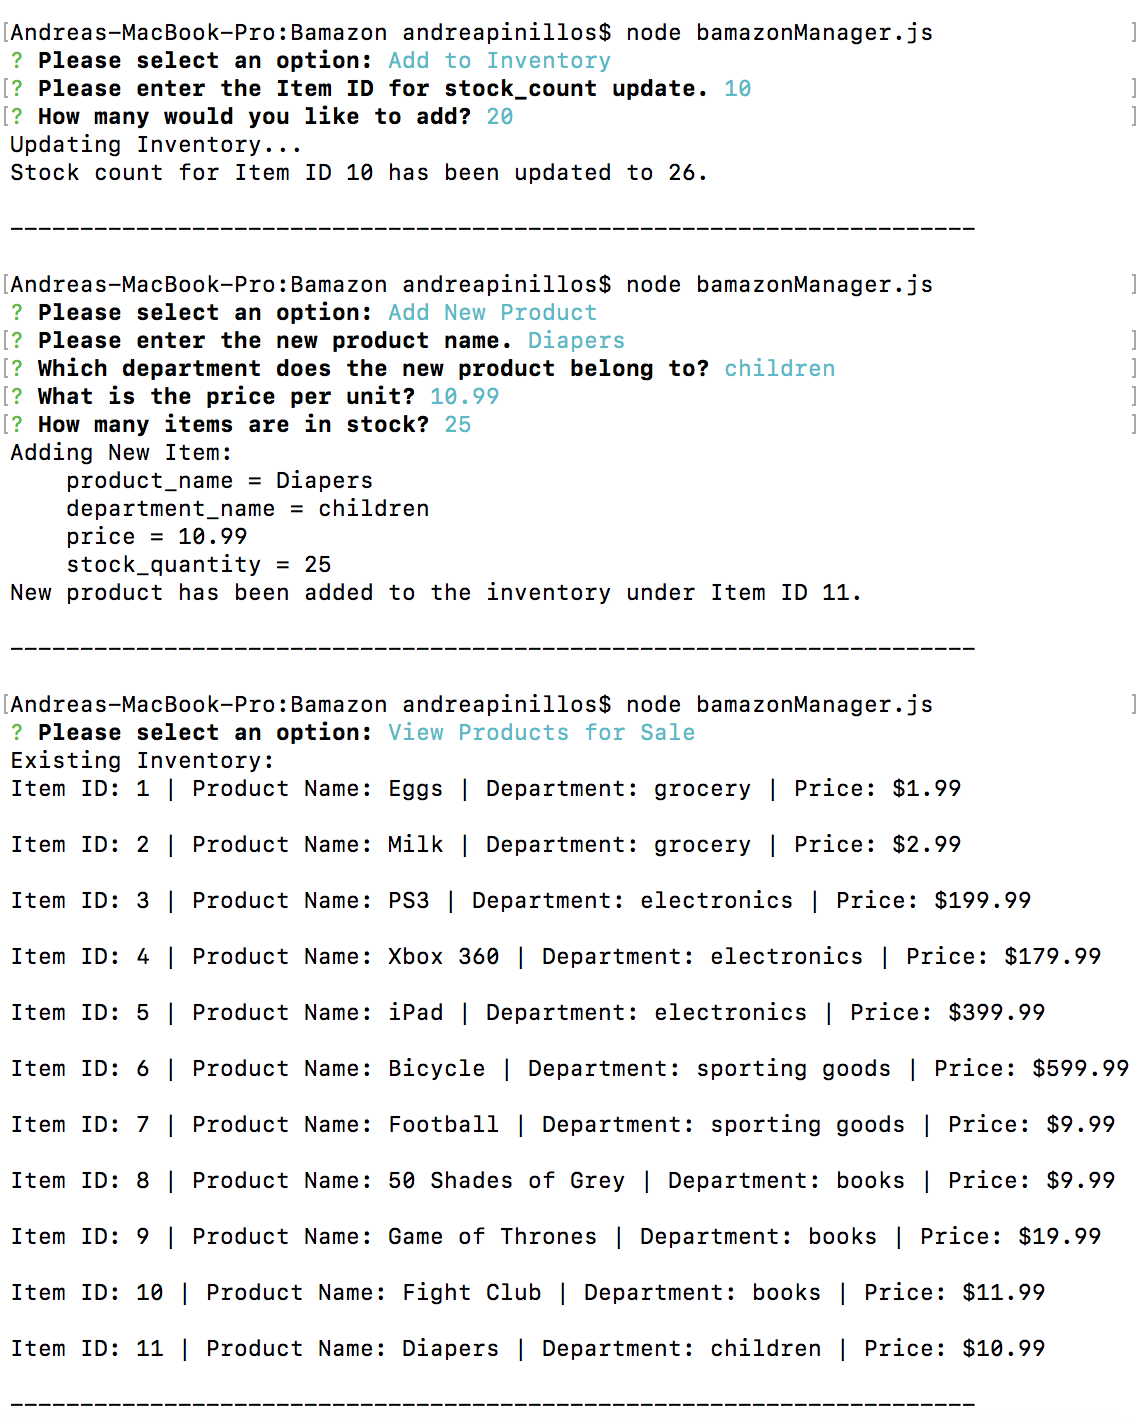 [Andreas-MacBook-Pro:Bamazon andreapinillos$ node bamazonManager.js ]
? Please select an option: Add to Inventory
[? Please enter the Item ID for stock_count update. 10 ]
[? How many would you like to add? 20 ]
Updating Inventory...
Stock count for Item ID 10 has been updated to 26.
---------------------------------------------------------------------
[Andreas-MacBook-Pro:Bamazon andreapinillos$ node bamazonManager.js ]
? Please select an option: Add New Product
[? Please enter the new product name. Diapers ]
[? Which department does the new product belong to? children ]
[? What is the price per unit? 10.99 ]
[? How many items are in stock? 25 ]
Adding New Item:
    product_name = Diapers
    department_name = children
    price = 10.99
    stock_quantity = 25
New product has been added to the inventory under Item ID 11.
---------------------------------------------------------------------
[Andreas-MacBook-Pro:Bamazon andreapinillos$ node bamazonManager.js ]
? Please select an option: View Products for Sale
Existing Inventory:
Item ID: 1 | Product Name: Eggs | Department: grocery | Price: $1.99
Item ID: 2 | Product Name: Milk | Department: grocery | Price: $2.99
Item ID: 3 | Product Name: PS3 | Department: electronics | Price: $199.99
Item ID: 4 | Product Name: Xbox 360 | Department: electronics | Price: $179.99
Item ID: 5 | Product Name: iPad | Department: electronics | Price: $399.99
Item ID: 6 | Product Name: Bicycle | Department: sporting goods | Price: $599.99
Item ID: 7 | Product Name: Football | Department: sporting goods | Price: $9.99
Item ID: 8 | Product Name: 50 Shades of Grey | Department: books | Price: $9.99
Item ID: 9 | Product Name: Game of Thrones | Department: books | Price: $19.99
Item ID: 10 | Product Name: Fight Club | Department: books | Price: $11.99
Item ID: 11 | Product Name: Diapers | Department: children | Price: $10.99
---------------------------------------------------------------------